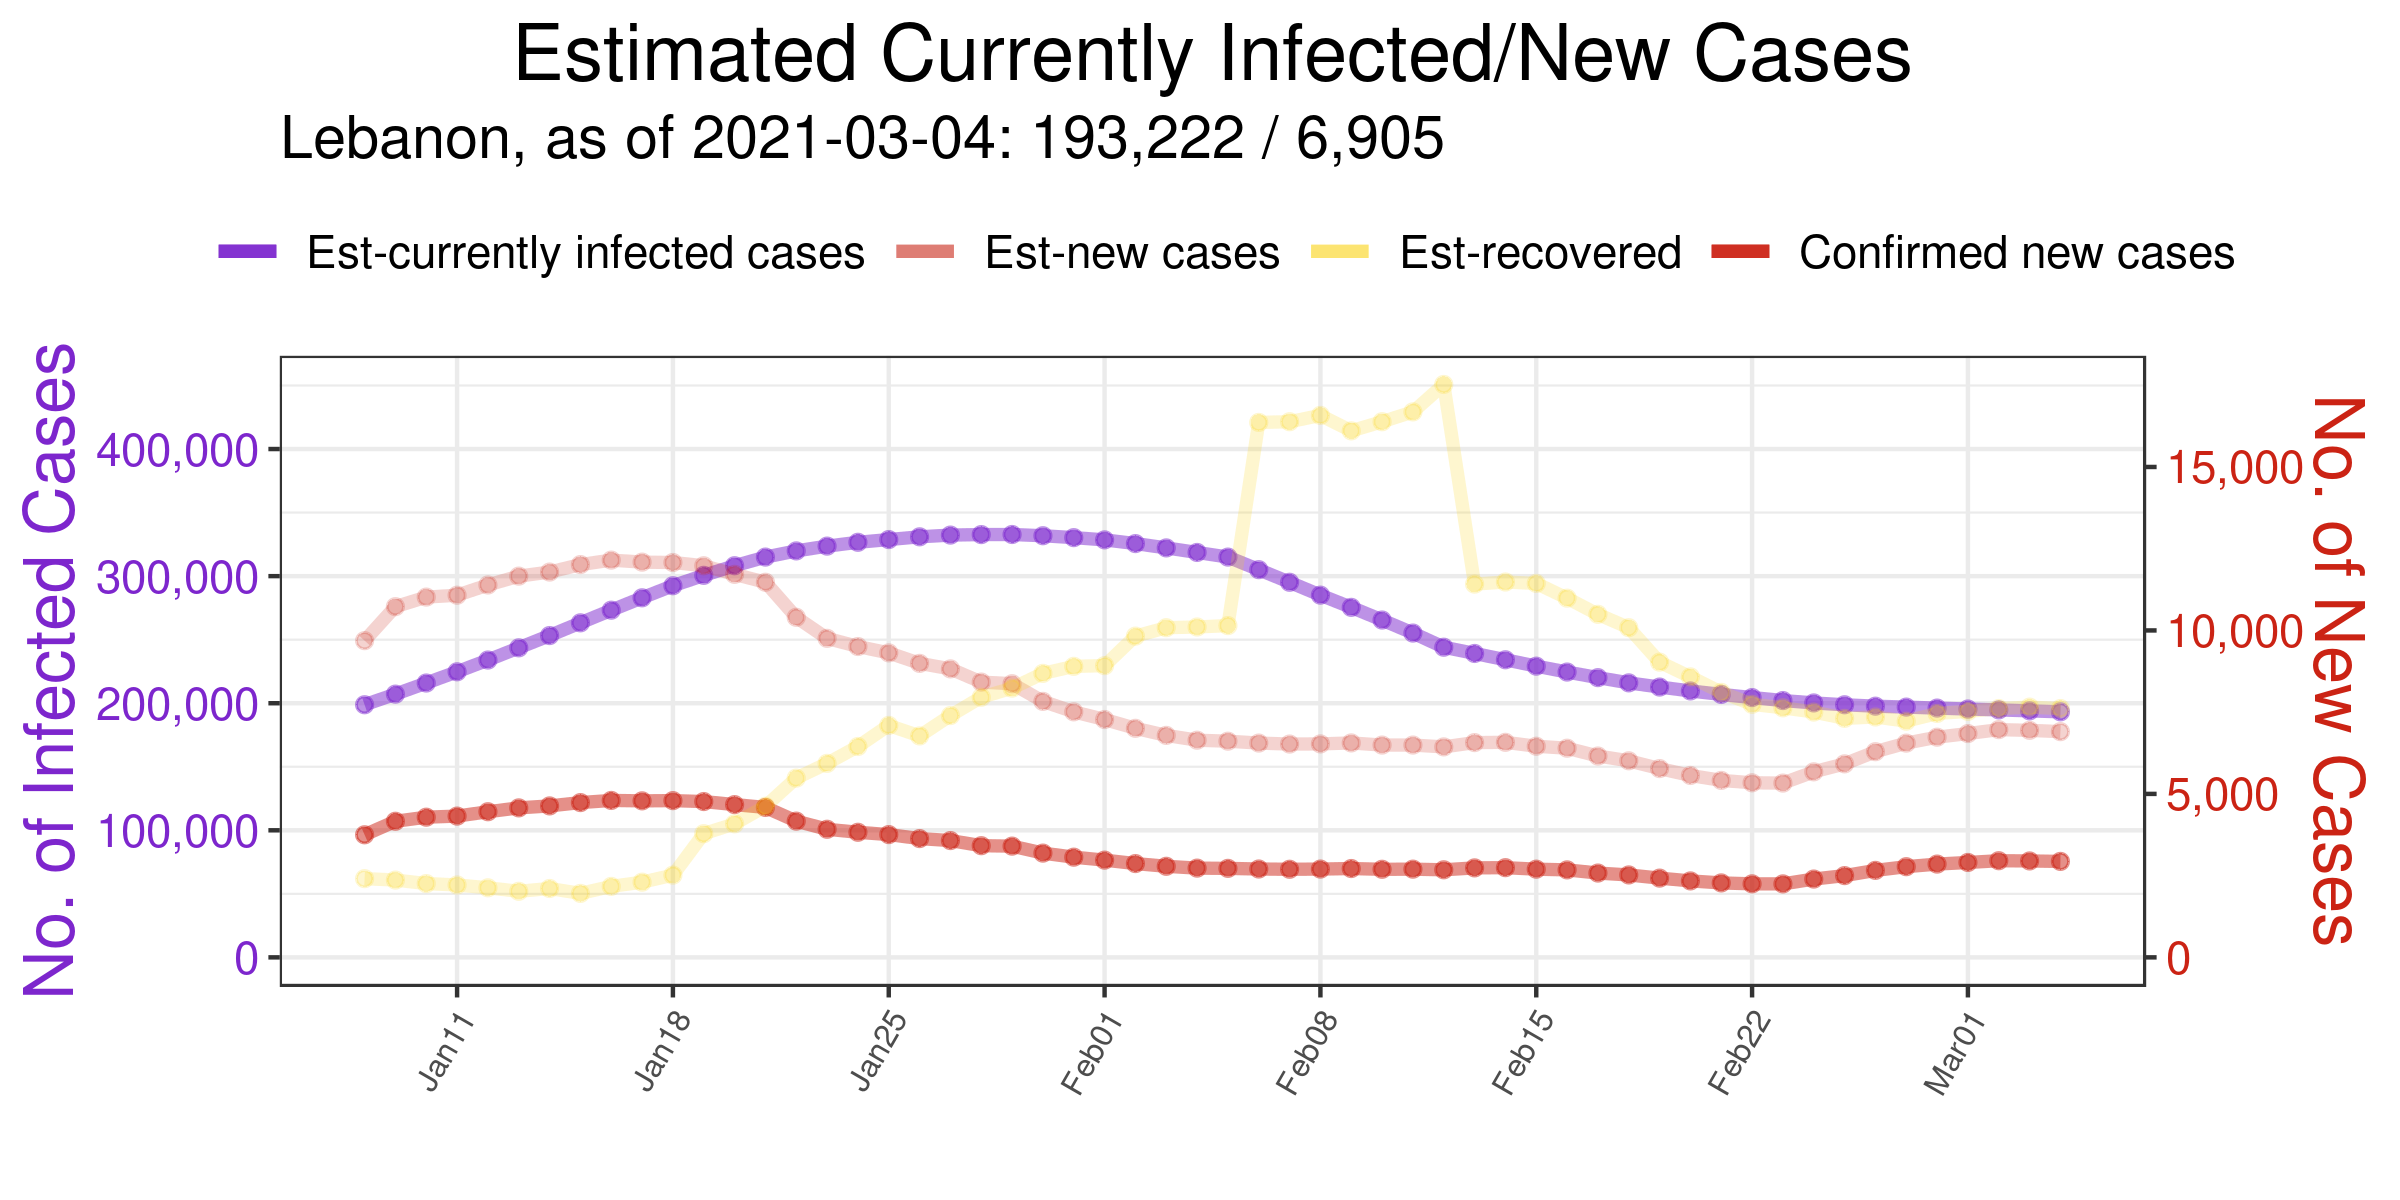 Estimated Currently Infected/New Cases
Lebanon, as of 2021-03-04: 193,222 / 6,905
Est-currently infected cases Est-new cases Est-recovered Confirmed new cases
No. of Infected Cases
400,000
300,000
200,000
100,000
0
15,000
10,000
5,000
0
No. of New Cases
Jan11 Jan18 Jan25 Feb01 Feb08 Feb15 Feb22 Mar01